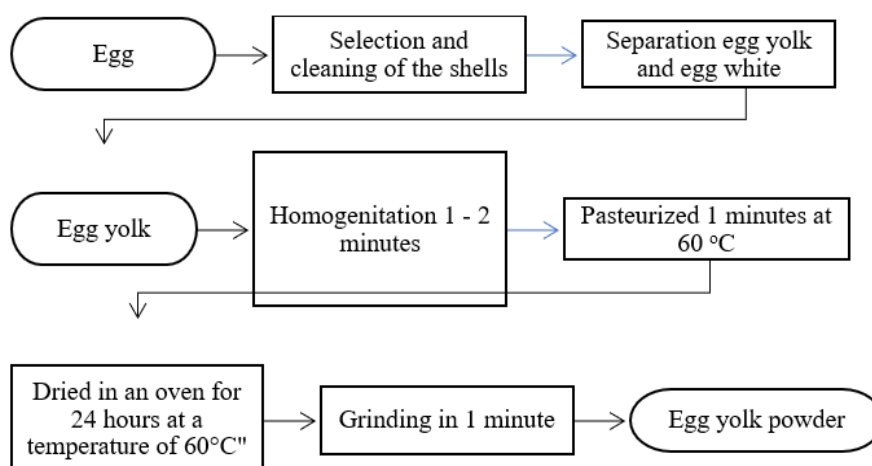 Egg
Selection and
cleaning of the shells
Separation egg yolk
and egg white
Egg yolk
Homogenitation 1 - 2
minutes
Pasteurized 1 minutes at
60 °C
Dried in an oven for
24 hours at a
temperature of 60°C"
Grinding in 1 minute
Egg yolk powder